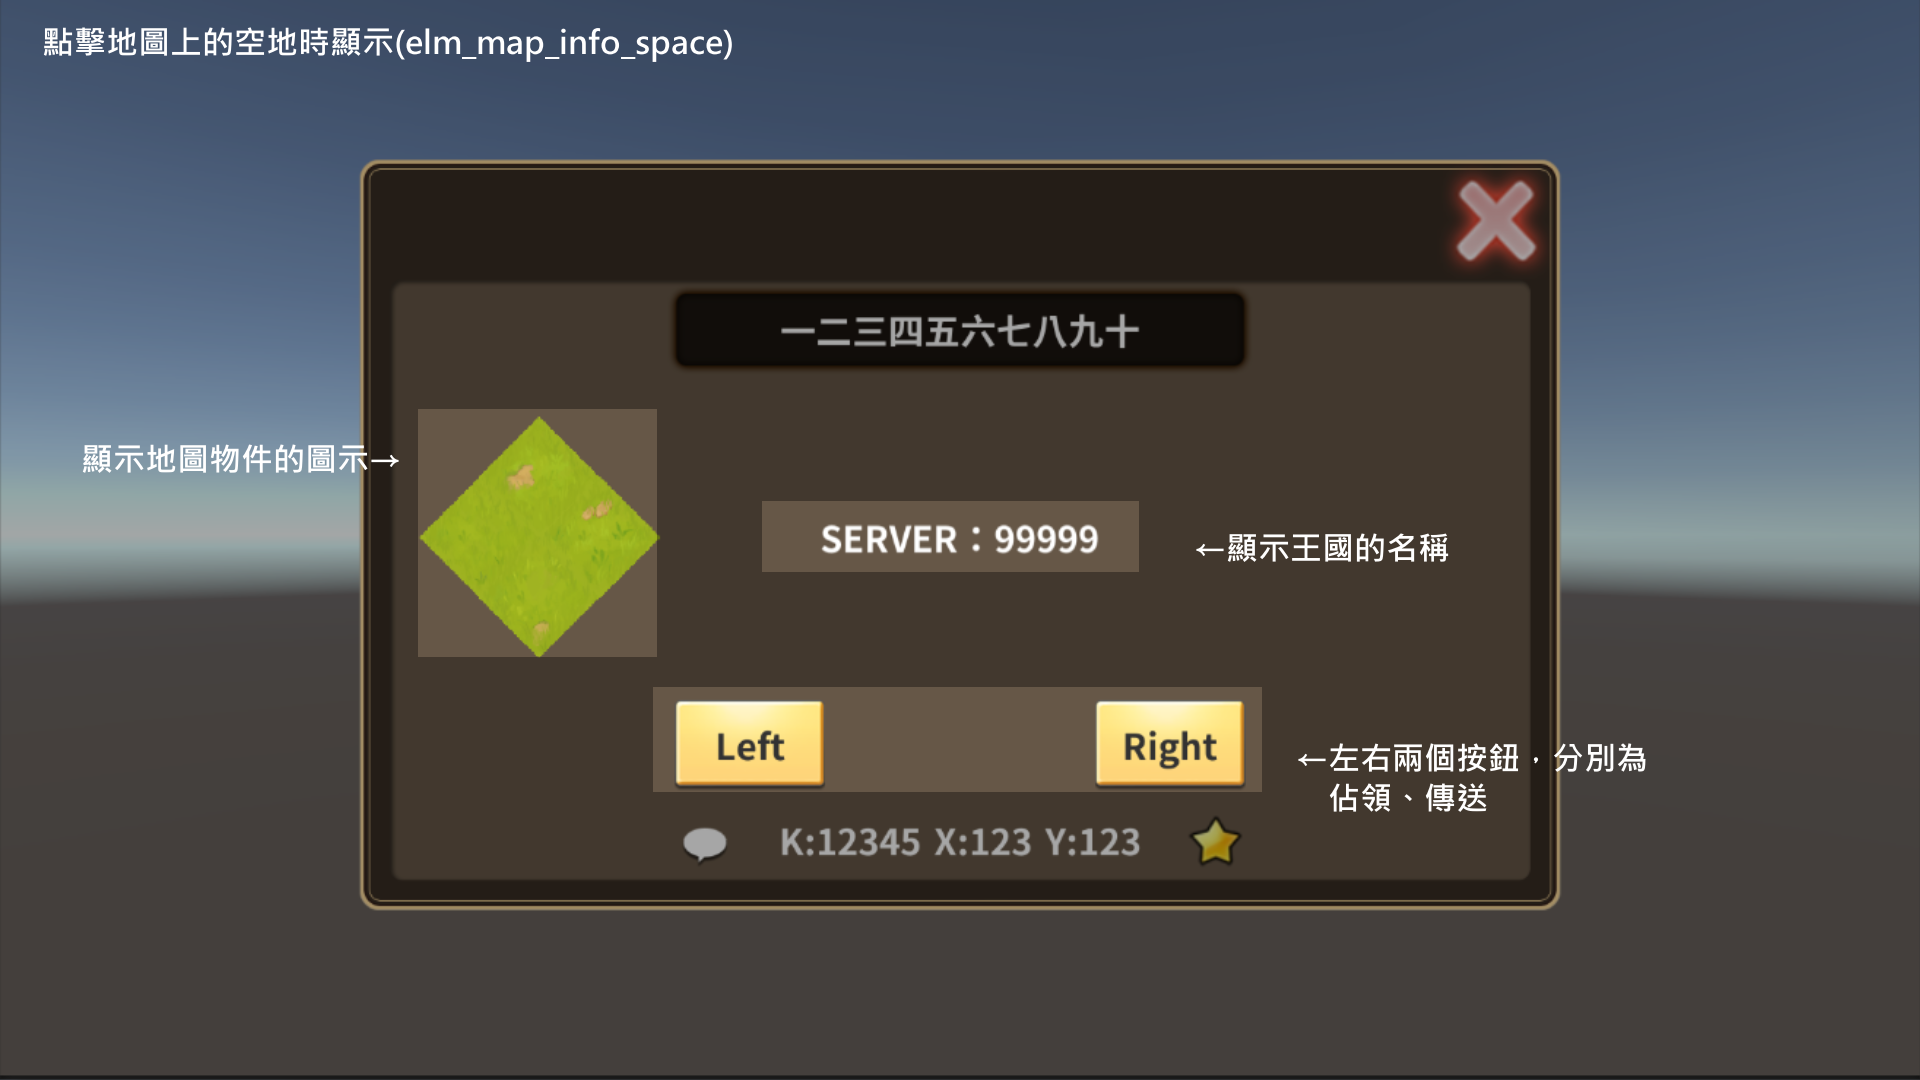 點擊地圖上的空地時顯示(elm_map_info_space)
一二三四五六七八九十
顯示地圖物件的圖示→
SERVER：99999
←顯示王國的名稱
Left
Right
←左右兩個按鈕，分別為
佔領、傳送
K:12345 X:123 Y:123